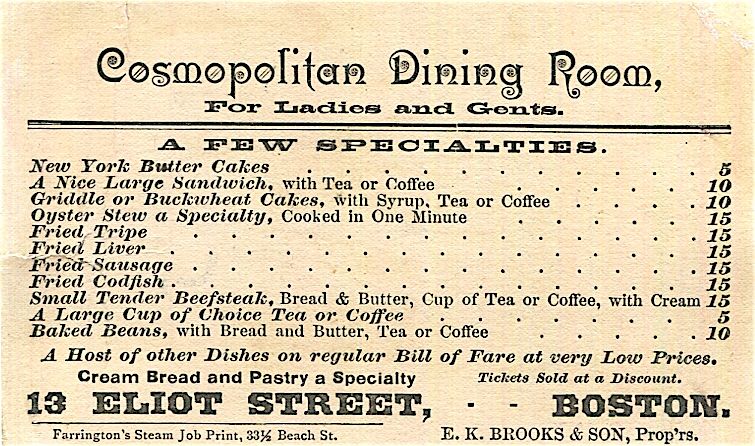 Cosmopolitan Dining Room,
For Ladies and Gents.
A FEW SPECIALTIES.
New York Butter Cakes . . . . . . . . . . 5
A Nice Large Sandwich, with Tea or Coffee . . . . . . 10
Griddle or Buckwheat Cakes, with Syrup, Tea or Coffee . . . . 10
Oyster Stew a Specialty, Cooked in One Minute . . . . . 15
Fried Tripe . . . . . . . . . . . . 15
Fried Liver . . . . . . . . . . . . 15
Fried Sausage . . . . . . . . . . . . 15
Fried Codfish . . . . . . . . . . . . 15
Small Tender Beefsteak, Bread & Butter, Cup of Tea or Coffee, with Cream 15
A Large Cup of Choice Tea or Coffee . . . . . . 5
Baked Beans, with Bread and Butter, Tea or Coffee . . . . . 10
A Host of other Dishes on regular Bill of Fare at very Low Prices.
Cream Bread and Pastry a Specialty Tickets Sold at a Discount.
13 ELIOT STREET, - - BOSTON.
Farrington's Steam Job Print, 33½ Beach St. E. K. BROOKS & SON, Prop'rs.